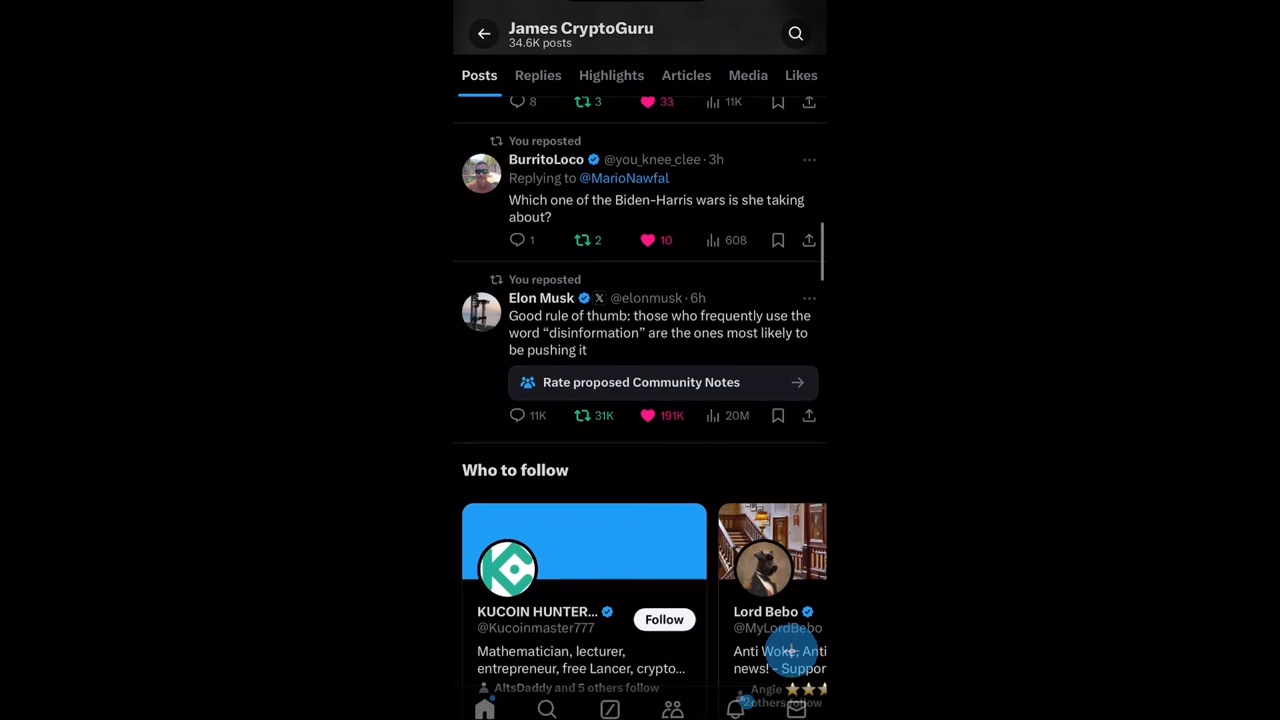 James CryptoGuru
34.6K posts
Posts Replies Highlights Articles Media Likes
8 3 33 11K
You reposted
BurritoLoco @you_knee_clee · 3h
Replying to @MarioNawfal
Which one of the Biden-Harris wars is she taking
about?
1 2 10 608
You reposted
Elon Musk @elonmusk · 6h
Good rule of thumb: those who frequently use the
word “disinformation” are the ones most likely to
be pushing it
Rate proposed Community Notes
11K 31K 191K 20M
Who to follow
KUCOIN HUNTER...
@Kucoinmaster777
Follow
Mathematician, lecturer,
entrepreneur, free Lancer, crypto...
AltsDaddy and 5 others follow
Lord Bebo
@MyLordBebo
Anti Woke, Anti
news! - Suppor
Angie
others follow